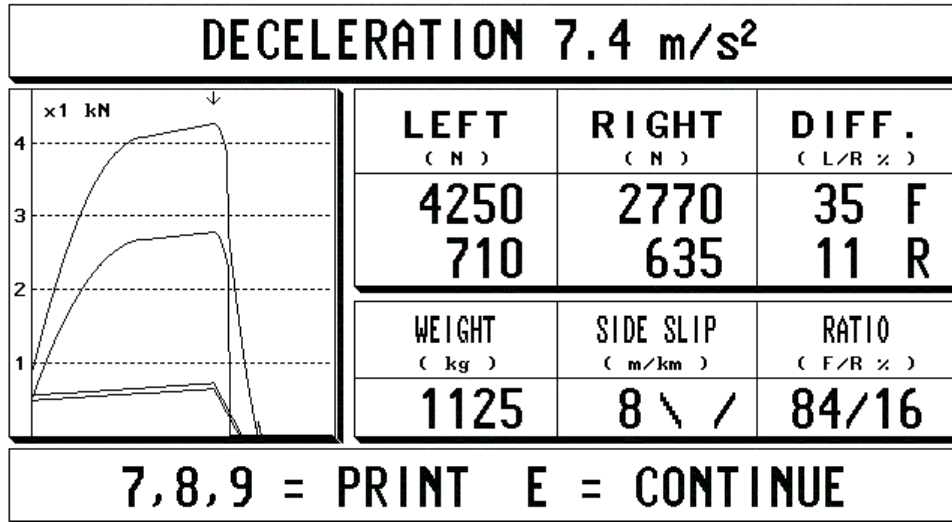 DECELERATION 7.4 m/s²
x1 kN
4
3
2
1
LEFT RIGHT DIFF.
( N ) ( N ) ( L/R % )
4250 2770 35 F
710 635 11 R
WEIGHT SIDE SLIP RATIO
( kg ) ( m/km ) ( F/R % )
1125 8 \ / 84/16
7,8,9 = PRINT E = CONTINUE